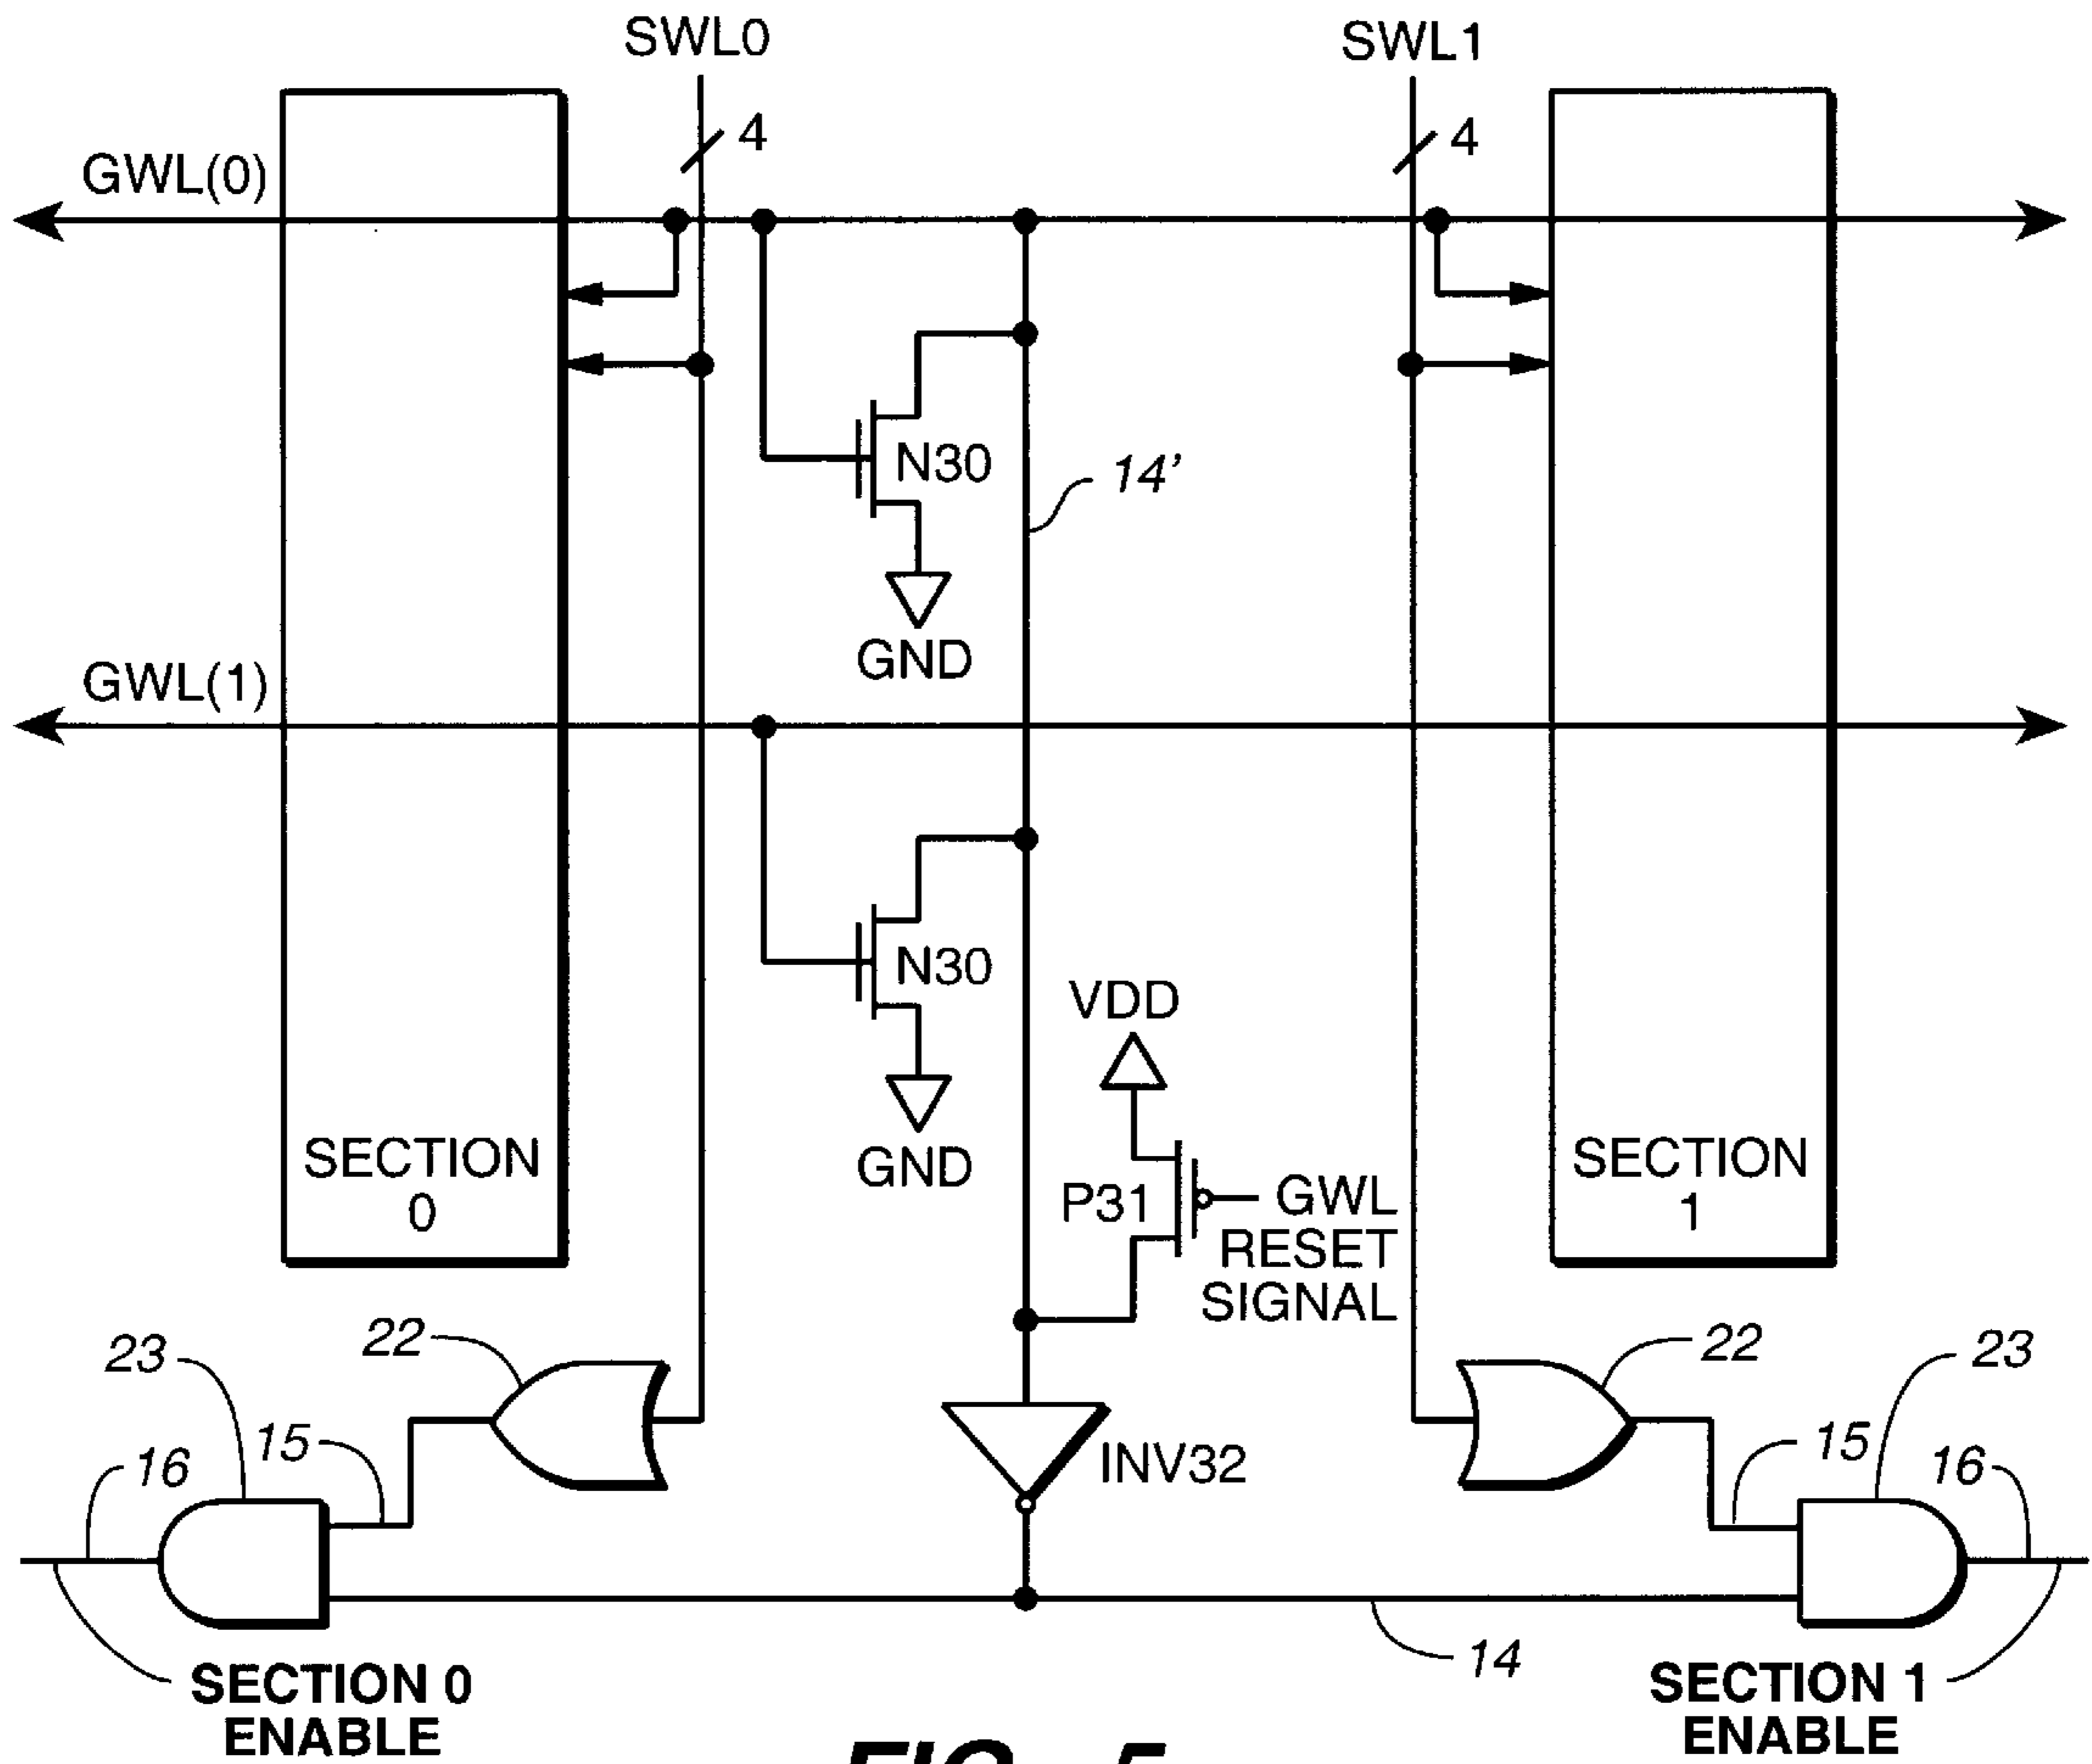 SWL0
SWL1
4
4
GWL(0)
N30
14'
GND
GWL(1)
N30
VDD
GND
SECTION
0
P31
GWL
RESET
SIGNAL
SECTION
1
23
22
22
23
15
16
INV32
15
16
14
SECTION 0
ENABLE
SECTION 1
ENABLE
FIG. 5